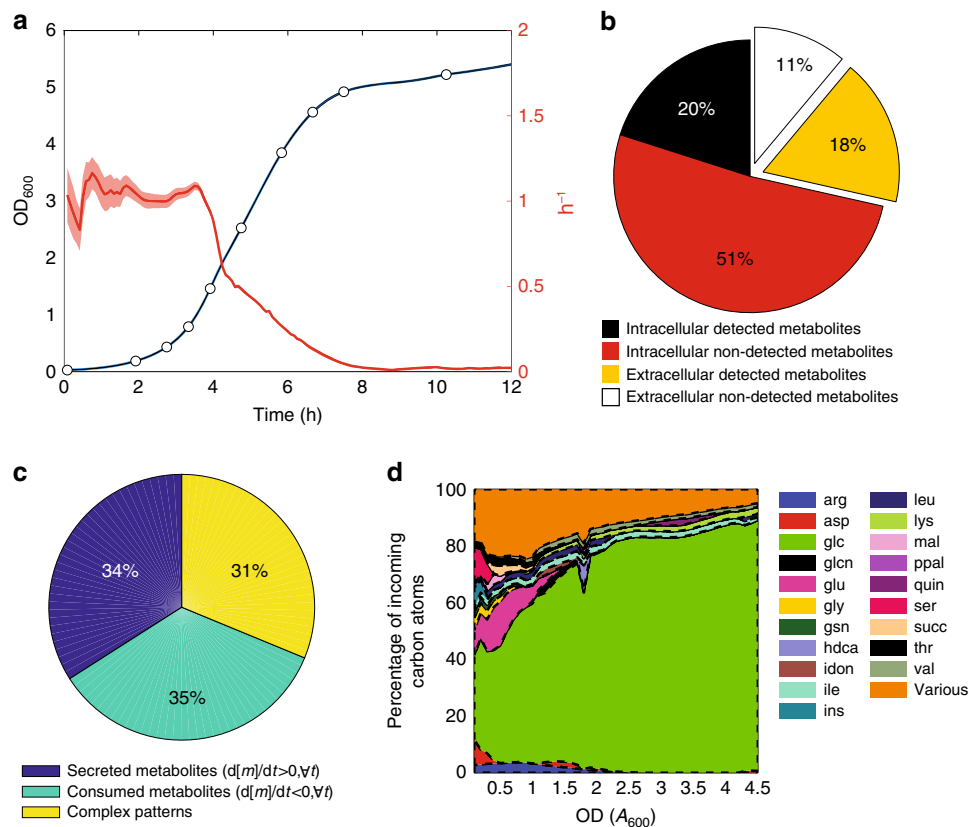 a
6
5
4
3
2
1
0
OD600
0
2
4
6
8
10
12
Time (h)
2
1.5
1
0.5
0
h–1
b
11%
20%
18%
51%
Intracellular detected metabolites
Intracellular non-detected metabolites
Extracellular detected metabolites
Extracellular non-detected metabolites
c
34%
31%
35%
Secreted metabolites (d[m]/dt>0,∀t)
Consumed metabolites (d[m]/dt<0,∀t)
Complex patterns
d
100
80
60
40
20
0
Percentage of incoming
carbon atoms
0.5
1
1.5
2
2.5
3
3.5
4
4.5
OD (A600)
arg
asp
glc
glcn
glu
gly
gsn
hdca
idon
ile
ins
leu
lys
mal
ppal
quin
ser
succ
thr
val
Various